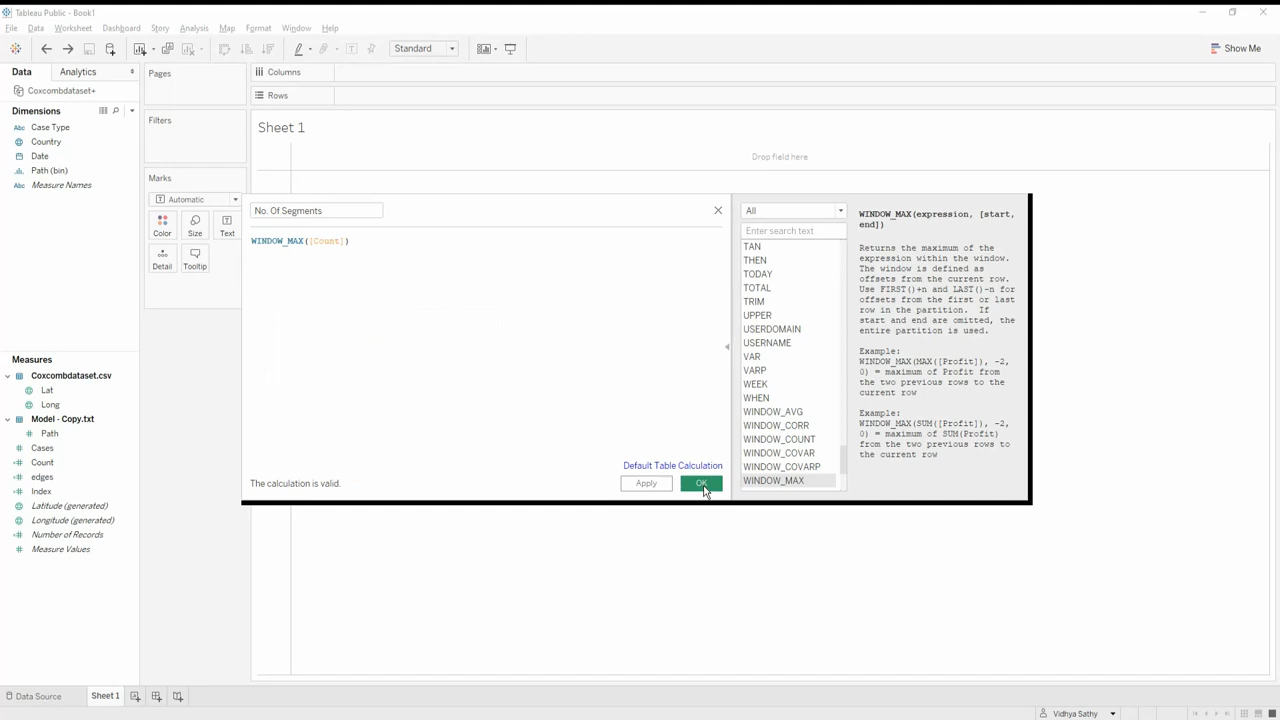 Tableau Public - Book1
File Data Worksheet Dashboard Story Analysis Map Format Window Help
Standard
Show Me
Data Analytics
Coxcombdataset+
Dimensions
Abc Case Type
Country
Date
Path (bin)
Abc Measure Names
Measures
Coxcombdataset.csv
Lat
Long
Model - Copy.txt
Path
Cases
Count
edges
Index
Latitude (generated)
Longitude (generated)
Number of Records
Measure Values
Pages
Filters
Marks
Automatic
Color Size Text
Detail Tooltip
Columns
Rows
Sheet 1
Drop field here
No. Of Segments
WINDOW_MAX([Count])
Default Table Calculation
The calculation is valid.
Apply OK
All
Enter search text
TAN
THEN
TODAY
TOTAL
TRIM
UPPER
USERDOMAIN
USERNAME
VAR
VARP
WEEK
WHEN
WINDOW_AVG
WINDOW_CORR
WINDOW_COUNT
WINDOW_COVAR
WINDOW_COVARP
WINDOW_MAX
WINDOW_MAX(expression, [start,
end])
Returns the maximum of the
expression within the window.
The window is defined as
offsets from the current row.
Use FIRST()+n and LAST()-n for
offsets from the first or last
row in the partition. If
start and end are omitted, the
entire partition is used.
Example:
WINDOW_MAX(MAX([Profit]), -2,
0) = maximum of Profit from
the two previous rows to the
current row
Example:
WINDOW_MAX(SUM([Profit]), -2,
0) = maximum of SUM(Profit)
from the two previous rows to
the current row
Data Source Sheet 1
Vidhya Sathy